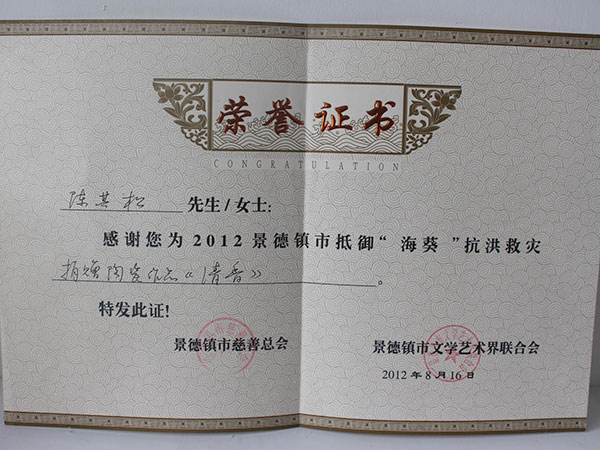 荣誉证书
CONGRATULATION
陈其松 先生/女士:
感谢您为2012景德镇市抵御“海葵”抗洪救灾
捐赠陶瓷作品《清香》。
特发此证!
景德镇市慈善总会 景德镇市文学艺术界联合会
2012年8月16日